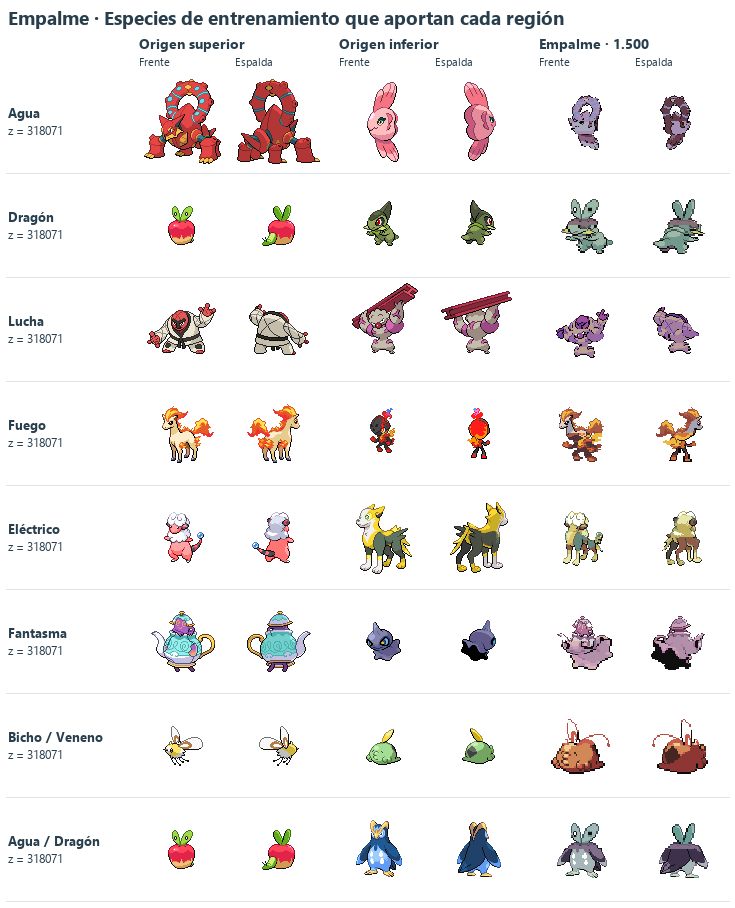 Empalme · Especies de entrenamiento que aportan cada región
Origen superior Origen inferior Empalme · 1.500
Frente Espalda Frente Espalda Frente Espalda
Agua
z = 318071
Dragón
z = 318071
Lucha
z = 318071
Fuego
z = 318071
Eléctrico
z = 318071
Fantasma
z = 318071
Bicho / Veneno
z = 318071
Agua / Dragón
z = 318071